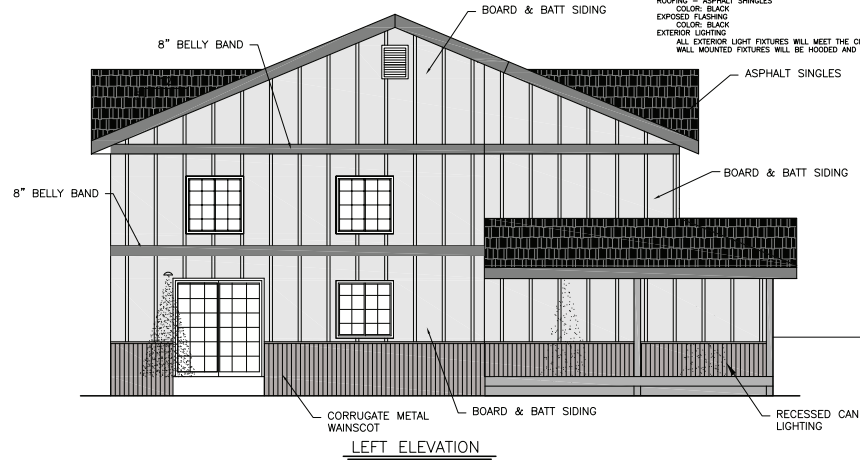 ROOFING – ASPHALT SHINGLES
COLOR: BLACK
EXPOSED FLASHING
COLOR: BLACK
EXTERIOR LIGHTING
ALL EXTERIOR LIGHT FIXTURES WILL MEET THE
WALL MOUNTED FIXTURES WILL BE HOODED AND
BOARD & BATT SIDING
8" BELLY BAND
ASPHALT SINGLES
BOARD & BATT SIDING
8" BELLY BAND
CORRUGATE METAL
WAINSCOT
BOARD & BATT SIDING
RECESSED CAN
LIGHTING
LEFT ELEVATION